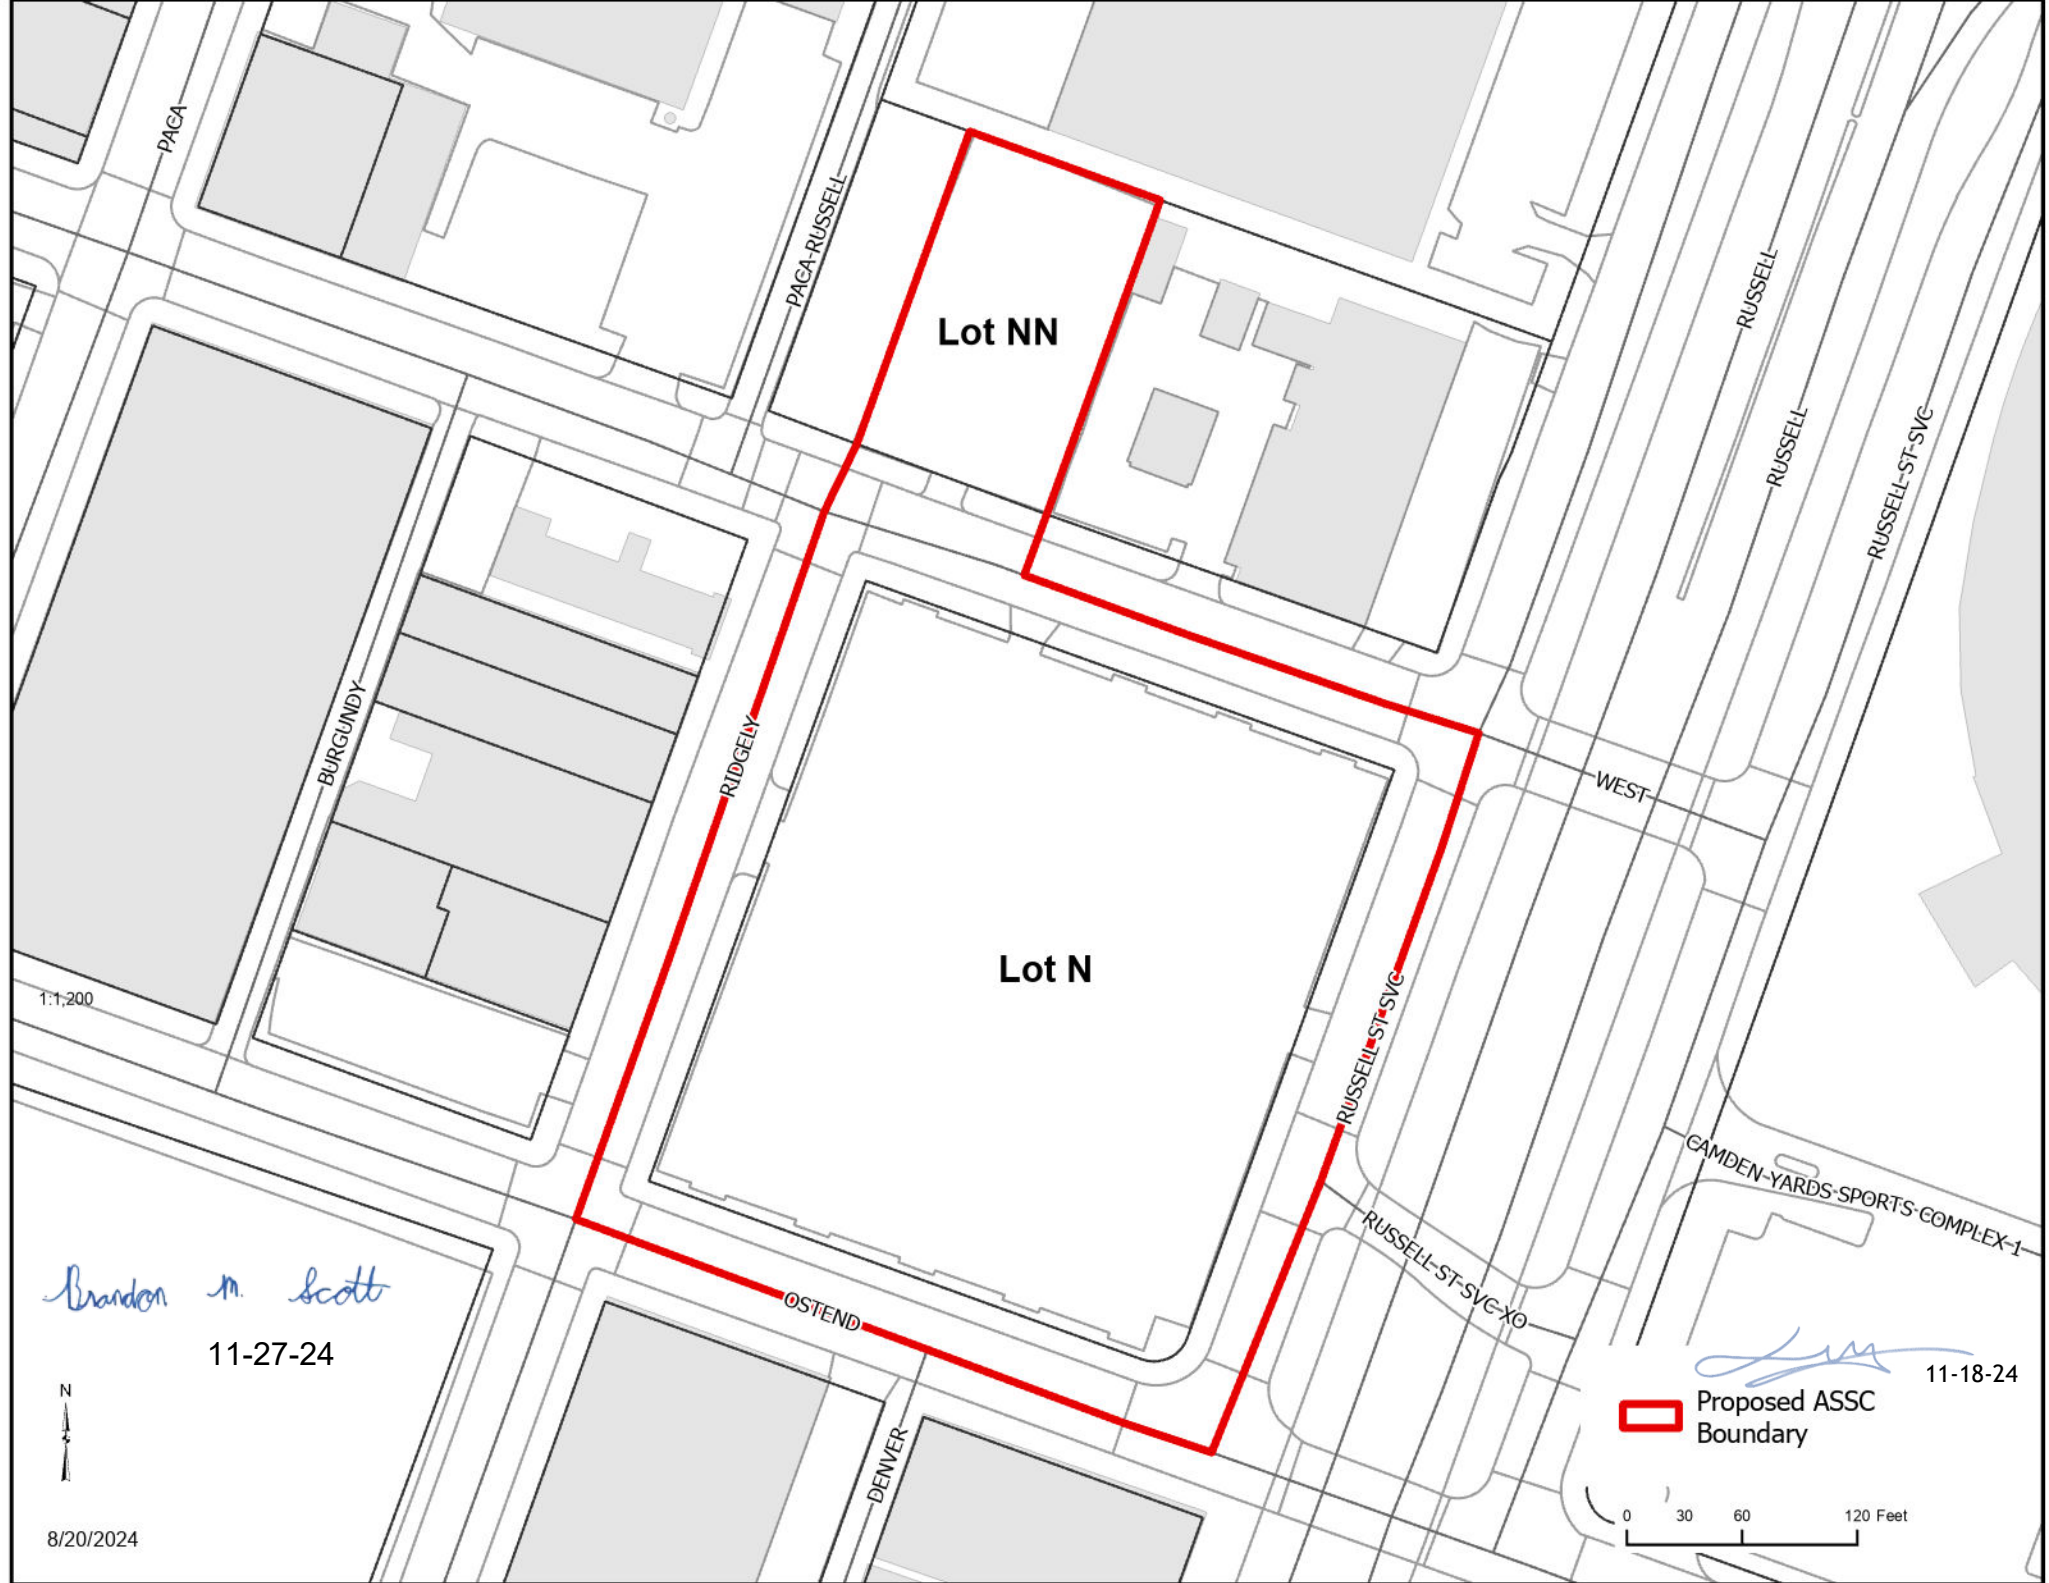 PACA
PACA-RUSSELL
RUSSELL
RUSSELL
RUSSELL-ST-SVC
Lot NN
BURGUNDY
RIDGELY
WEST
Lot N
RUSSELL-ST-SVC
1:1,200
CAMDEN-YARDS-SPORTS-COMPLEX-1
RUSSELL-ST-SVC-XO
OSTEND
DENVER
Brandon M. Scott
11-27-24
N
8/20/2024
11-18-24
Proposed ASSC
Boundary
0 30 60 120 Feet